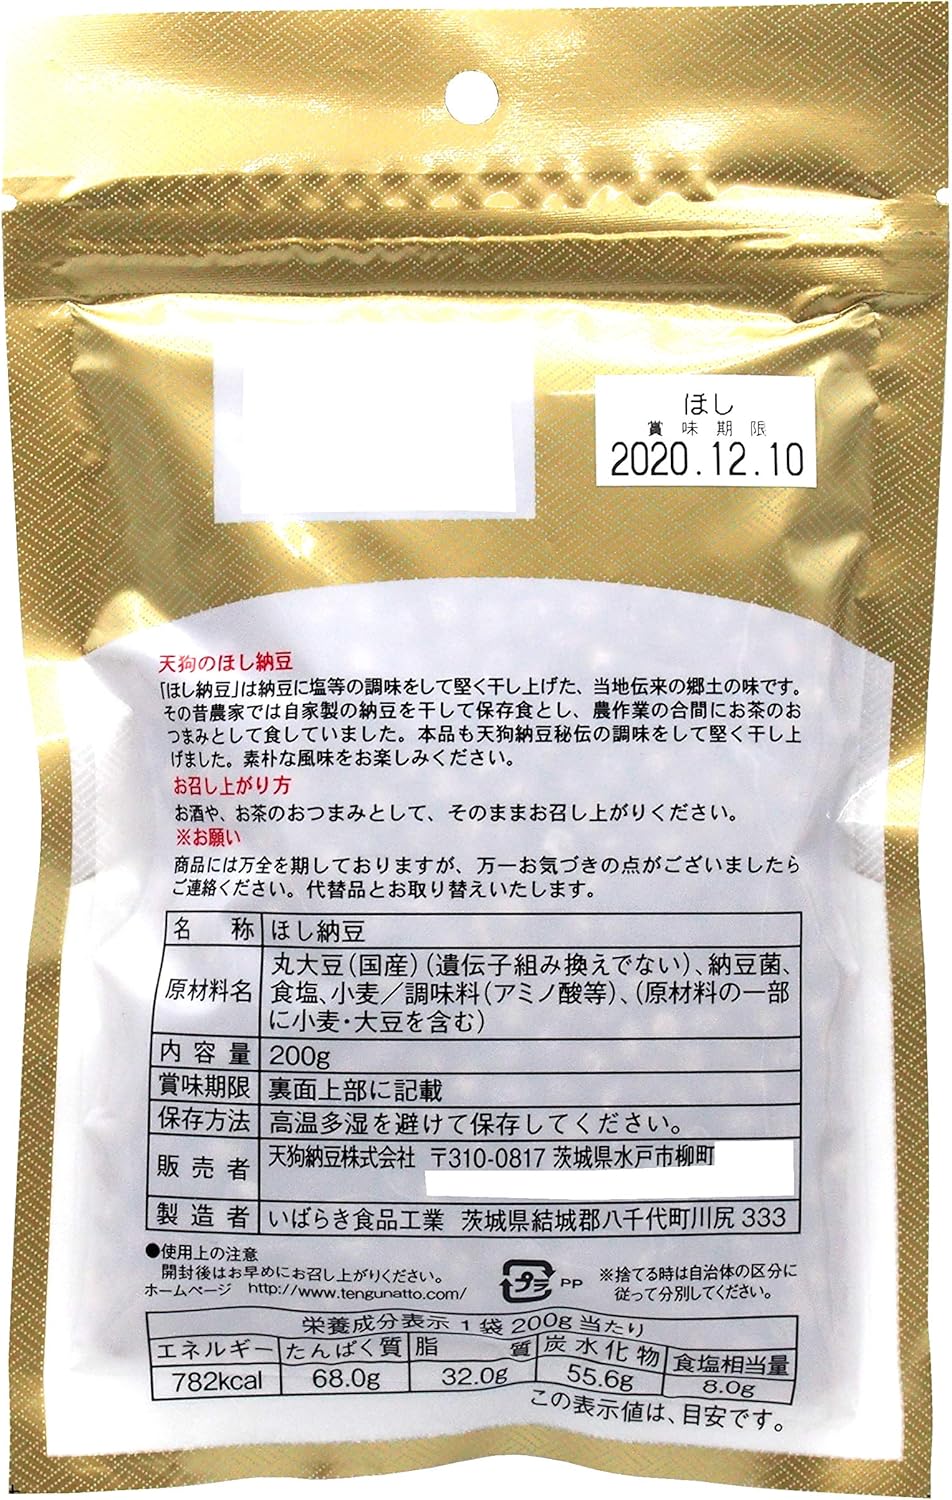 ほし
賞味期限
2020.12.10
天狗のほし納豆
「ほし納豆」は納豆に塩等の調味をして堅く干し上げた、当地伝来の郷土の味です。
その昔農家では自家製の納豆を干して保存食とし、農作業の合間にお茶のお
つまみとして食していました。本品も天狗納豆秘伝の調味をして堅く干し上
げました。素朴な風味をお楽しみください。
お召し上がり方
お酒や、お茶のおつまみとして、そのままお召し上がりください。
※お願い
商品には万全を期しておりますが、万一お気づきの点がございましたら
ご連絡ください。代替品とお取り替えいたします。
名称 ほし納豆
原材料名 丸大豆(国産)(遺伝子組み換えでない)、納豆菌、
食塩、小麦/調味料(アミノ酸等)、(原材料の一部
に小麦・大豆を含む)
内容量 200g
賞味期限 裏面上部に記載
保存方法 高温多湿を避けて保存してください。
販売者 天狗納豆株式会社 〒310-0817 茨城県水戸市柳町
製造者 いばらき食品工業 茨城県結城郡八千代町川尻333
●使用上の注意
開封後はお早めにお召し上がりください。
ホームページ http://www.tengunatto.com/
プラ PP
※捨てる時は自治体の区分に
従って分別してください。
栄養成分表示 1袋 200g当たり
エネルギー たんぱく質 脂質 炭水化物 食塩相当量
782kcal 68.0g 32.0g 55.6g 8.0g
この表示値は、目安です。